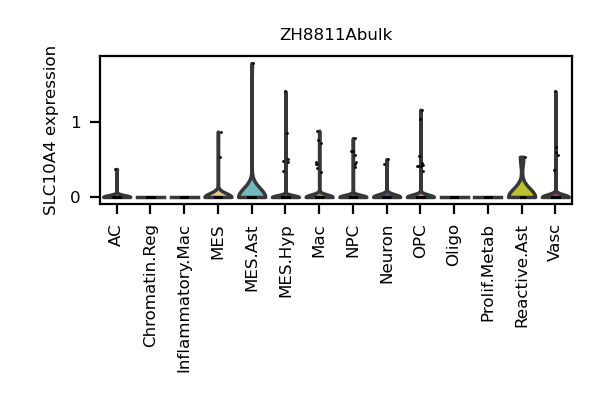 ZH8811Abulk
SLC10A4 expression
1
0
AC
Chromatin.Reg
Inflammatory.Mac
MES
MES.Ast
MES.Hyp
Mac
NPC
Neuron
OPC
Oligo
Prolif.Metab
Reactive.Ast
Vasc